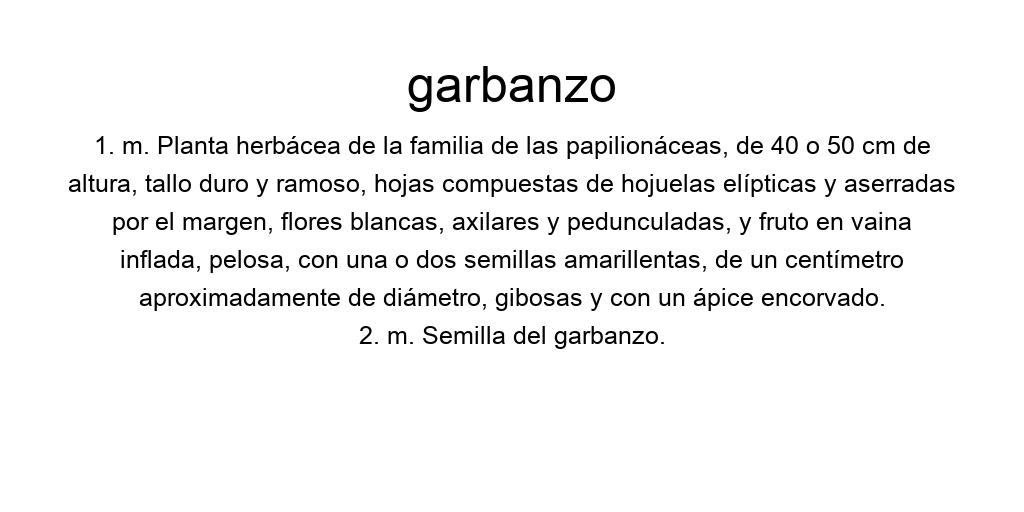 garbanzo
1. m. Planta herbácea de la familia de las papilionáceas, de 40 o 50 cm de
altura, tallo duro y ramoso, hojas compuestas de hojuelas elípticas y aserradas
por el margen, flores blancas, axilares y pedunculadas, y fruto en vaina
inflada, pelosa, con una o dos semillas amarillentas, de un centímetro
aproximadamente de diámetro, gibosas y con un ápice encorvado.
2. m. Semilla del garbanzo.